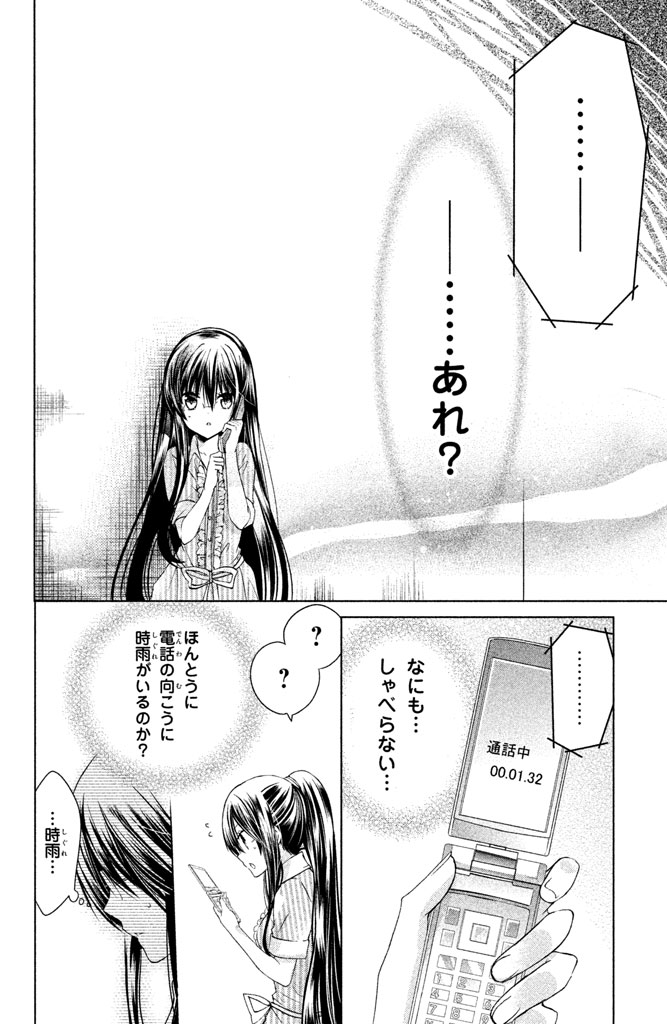 ・・・・・・・―
―・・・・・・あれ？
・・・・・・・・・・
通話中
00.01.32
なにも…
しゃべらない…
？
？
ほんとうに
電話の向こうに
時雨がいるのか？
…時雨…